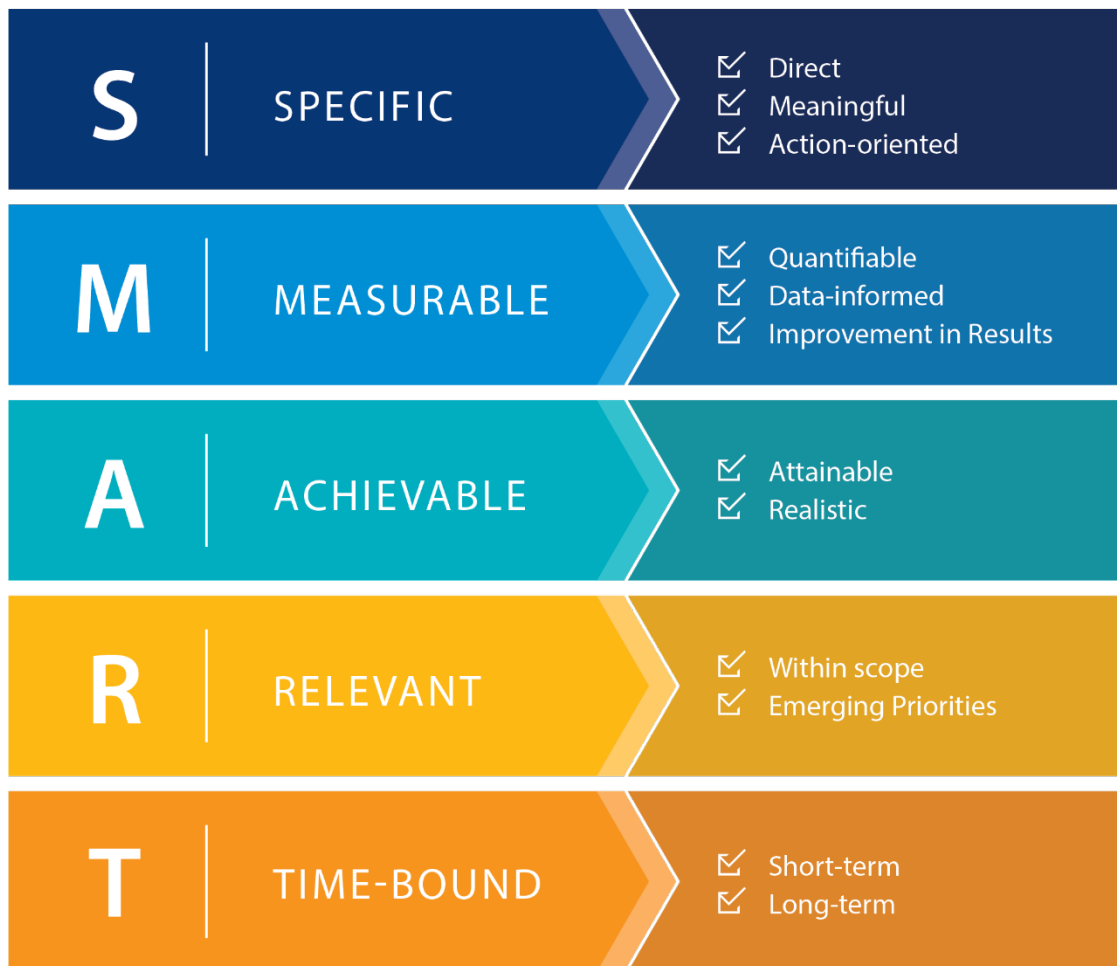 S SPECIFIC
Direct
Meaningful
Action-oriented
M MEASURABLE
Quantifiable
Data-informed
Improvement in Results
A ACHIEVABLE
Attainable
Realistic
R RELEVANT
Within scope
Emerging Priorities
T TIME-BOUND
Short-term
Long-term